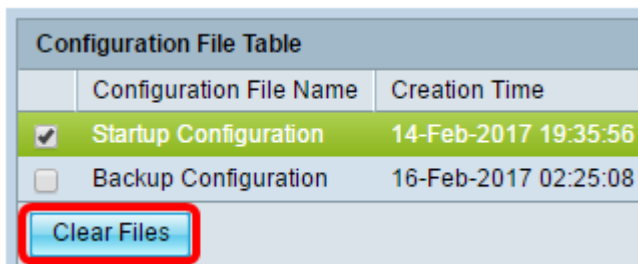 Configuration File Table
Configuration File Name Creation Time
Startup Configuration 14-Feb-2017 19:35:56
Backup Configuration 16-Feb-2017 02:25:08
Clear Files